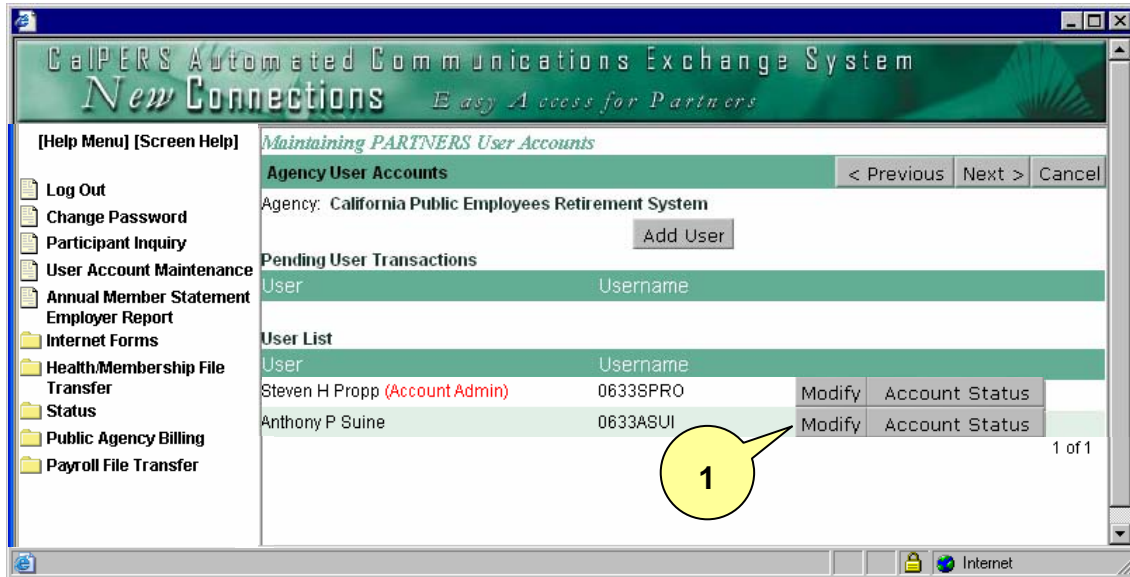 CalPERS Automated Communications Exchange System
New Connections Easy Access for Partners
[Help Menu] [Screen Help]
Log Out
Change Password
Participant Inquiry
User Account Maintenance
Annual Member Statement
Employer Report
Internet Forms
Health/Membership File
Transfer
Status
Public Agency Billing
Payroll File Transfer
Maintaining PARTNERS User Accounts
Agency User Accounts < Previous Next > Cancel
Agency: California Public Employees Retirement System
Add User
Pending User Transactions
User Username
User List
User Username
Steven H Propp (Account Admin) 0633SPRO Modify Account Status
Anthony P Suine 0633ASUI Modify Account Status
1 of 1
1
Internet